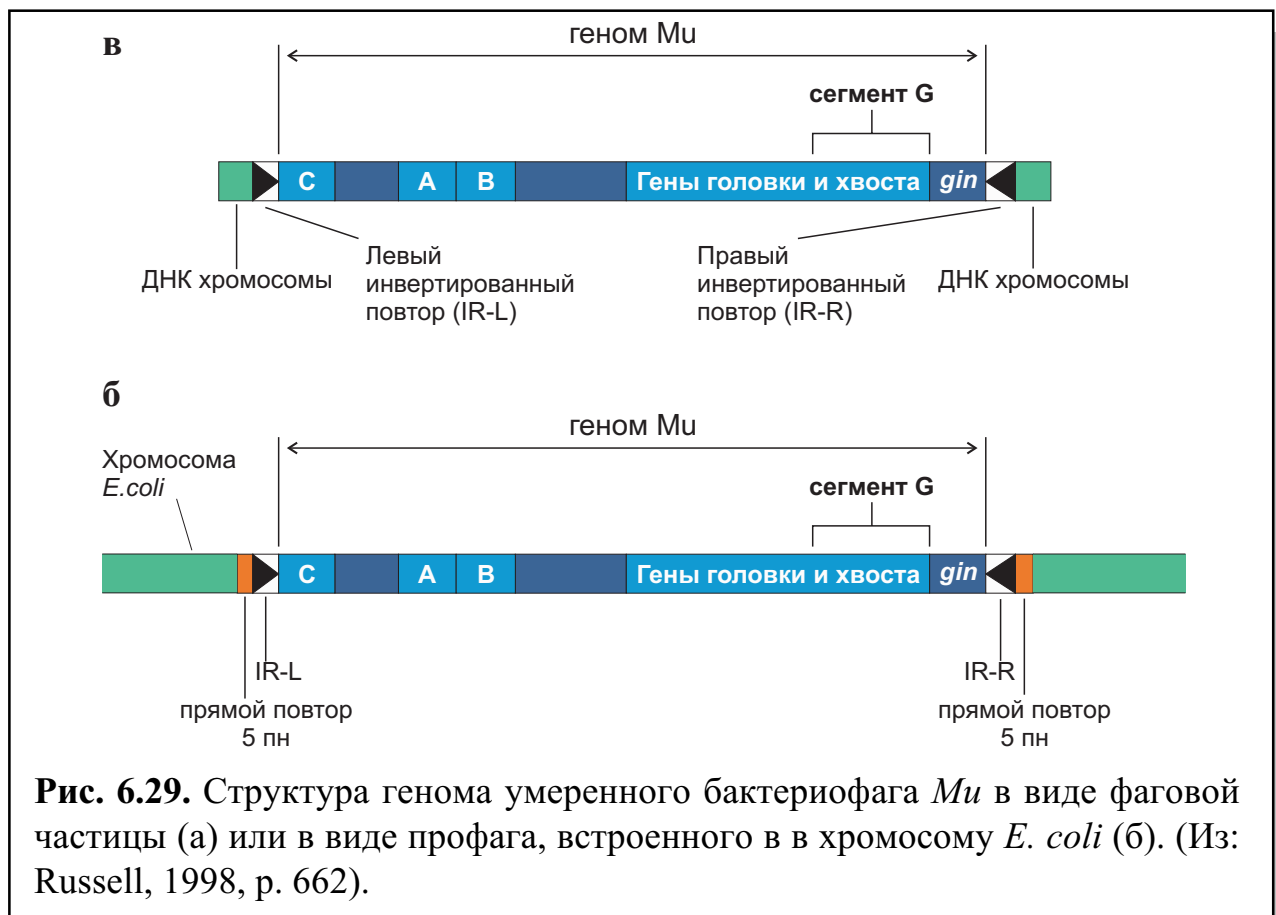 в
геном Mu
сегмент G
C A B Гены головки и хвоста gin
ДНК хромосомы
Левый
инвертированный
повтор (IR-L)
Правый
инвертированный
повтор (IR-R)
ДНК хромосомы
б
геном Mu
Хромосома
E.coli
сегмент G
C A B Гены головки и хвоста gin
IR-L
IR-R
прямой повтор
5 пн
прямой повтор
5 пн
Рис. 6.29. Структура генома умеренного бактериофага Mu в виде фаговой
частицы (а) или в виде профага, встроенного в в хромосому E. coli (б). (Из:
Russell, 1998, p. 662).